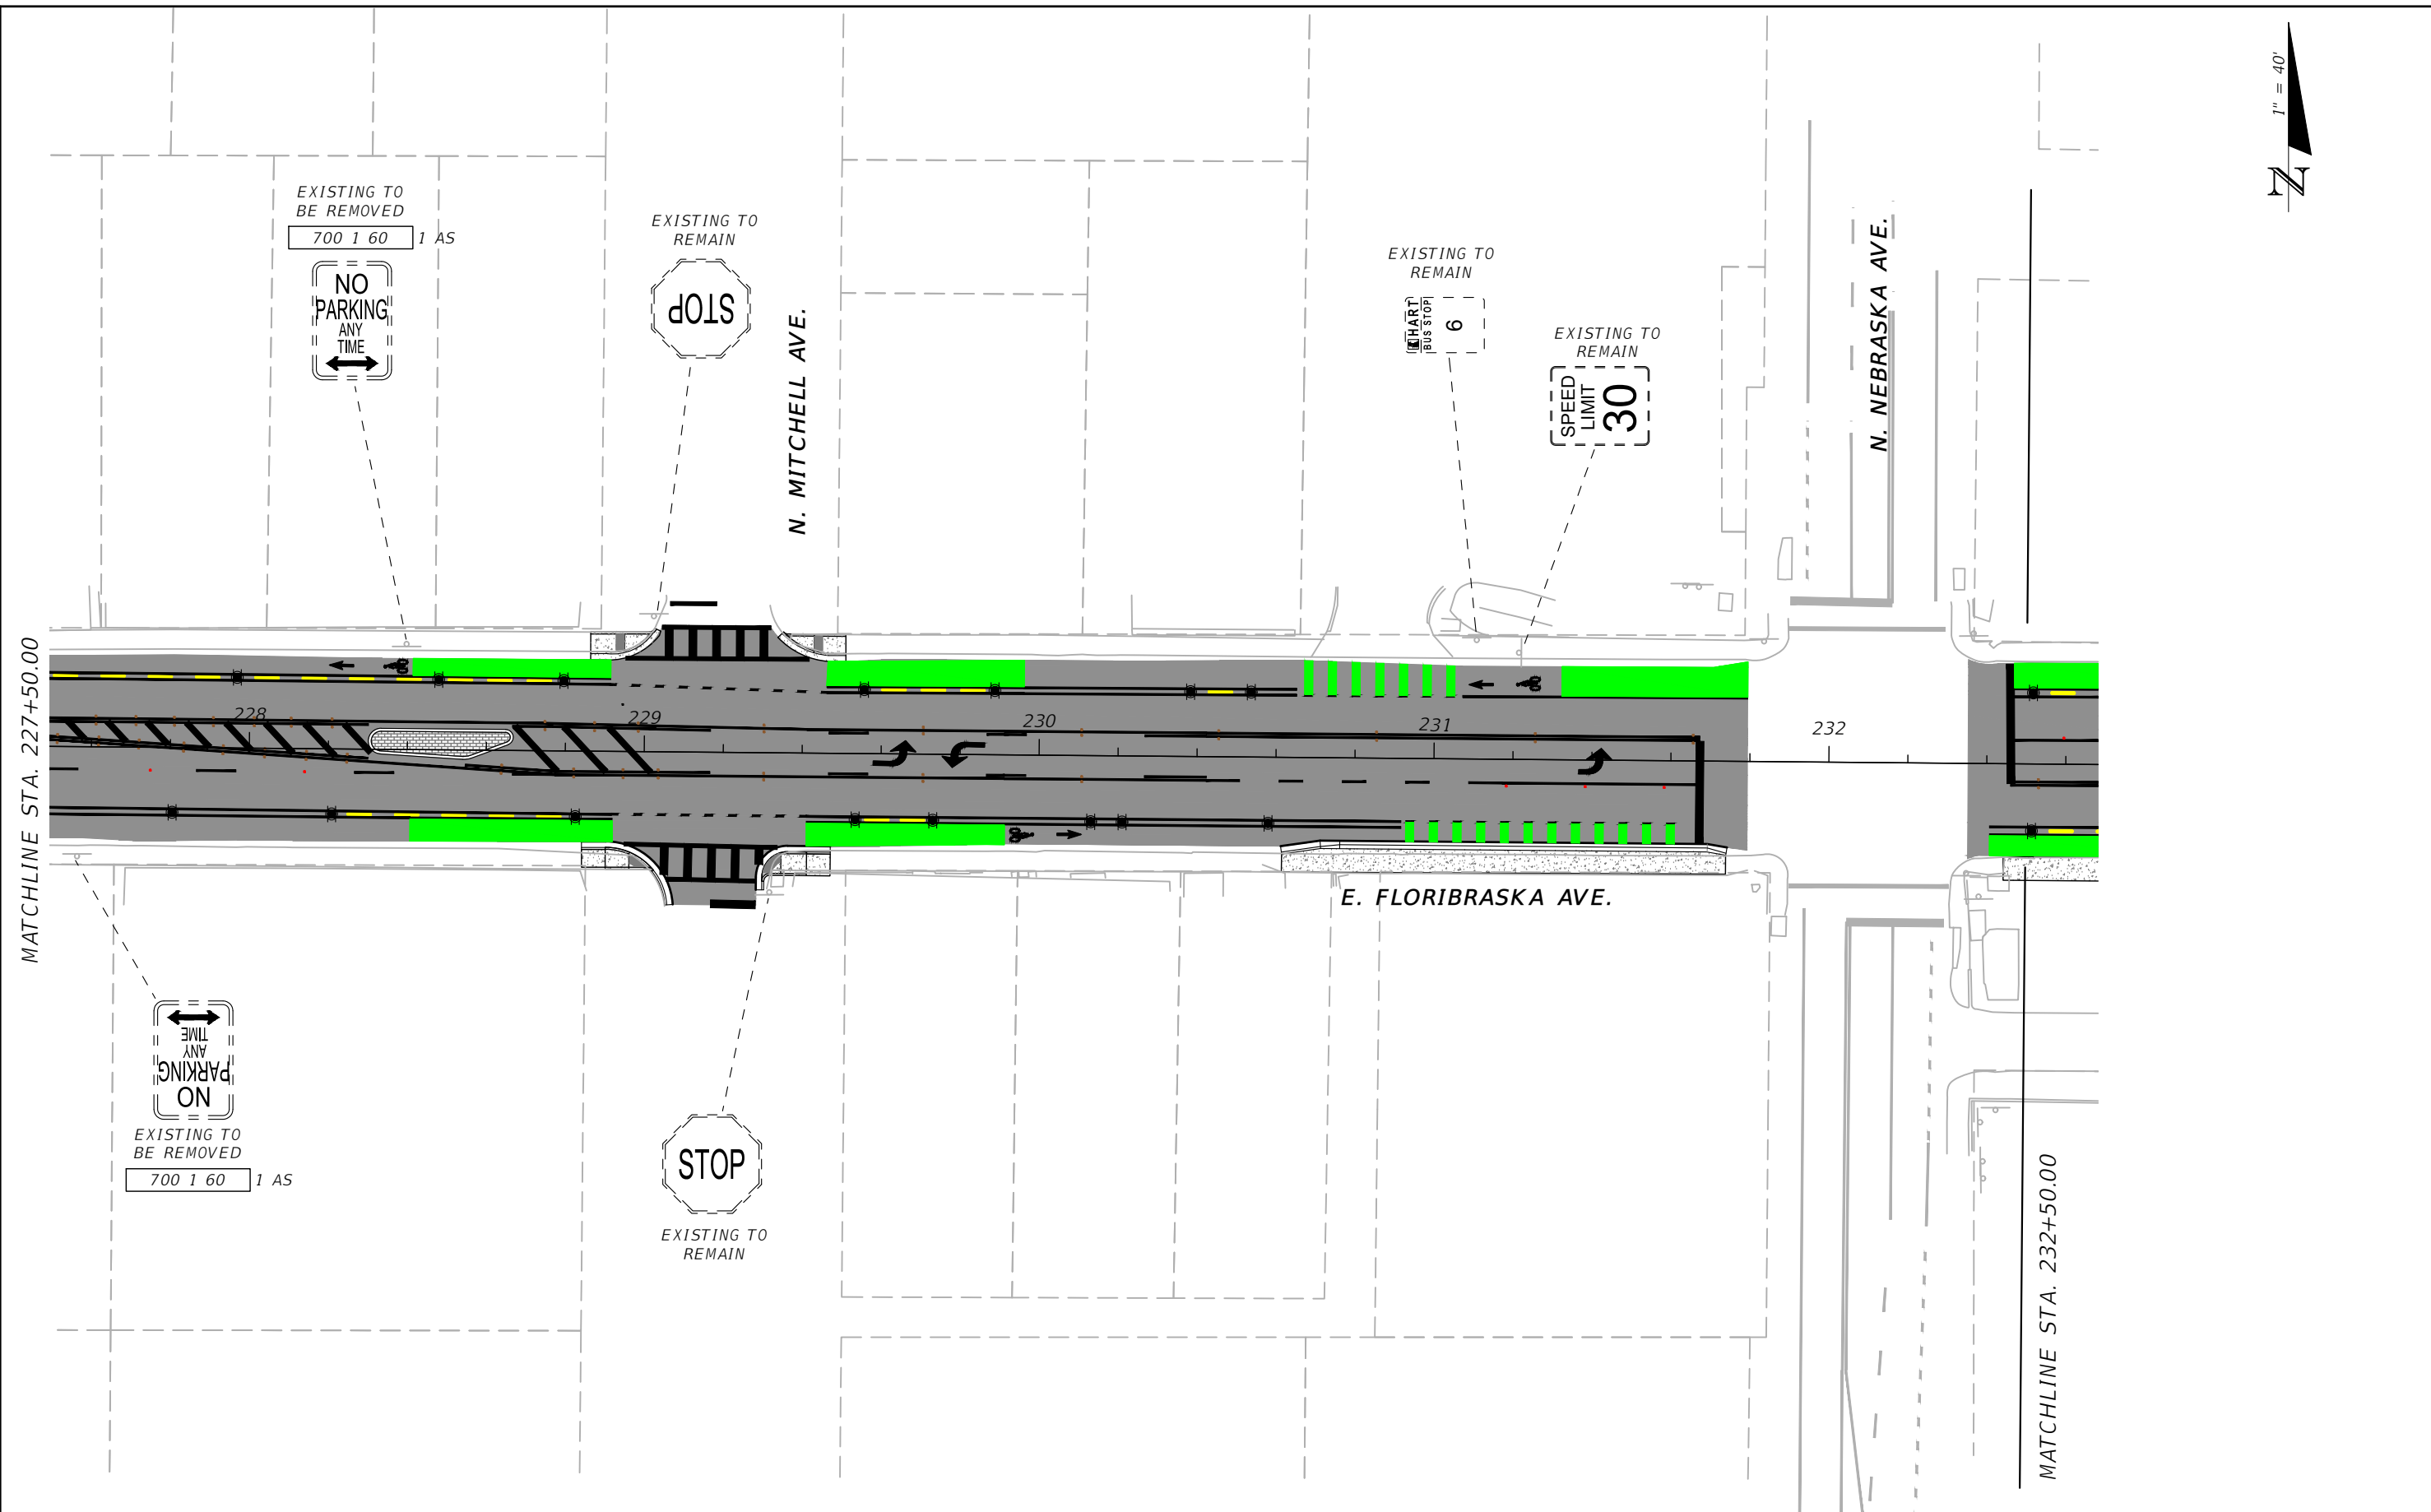 1" = 40'
N
EXISTING TO
BE REMOVED
700 1 60 1 AS
NO
PARKING
ANY
TIME
EXISTING TO
REMAIN
STOP
N. MITCHELL AVE.
EXISTING TO
REMAIN
HART
BUS STOP
6
EXISTING TO
REMAIN
SPEED
LIMIT
30
N. NEBRASKA AVE.
MATCHLINE STA. 227+50.00
228
229
230
231
232
E. FLORIBRASKA AVE.
NO
PARKING
ANY
TIME
EXISTING TO
BE REMOVED
700 1 60 1 AS
STOP
EXISTING TO
REMAIN
MATCHLINE STA. 232+50.00